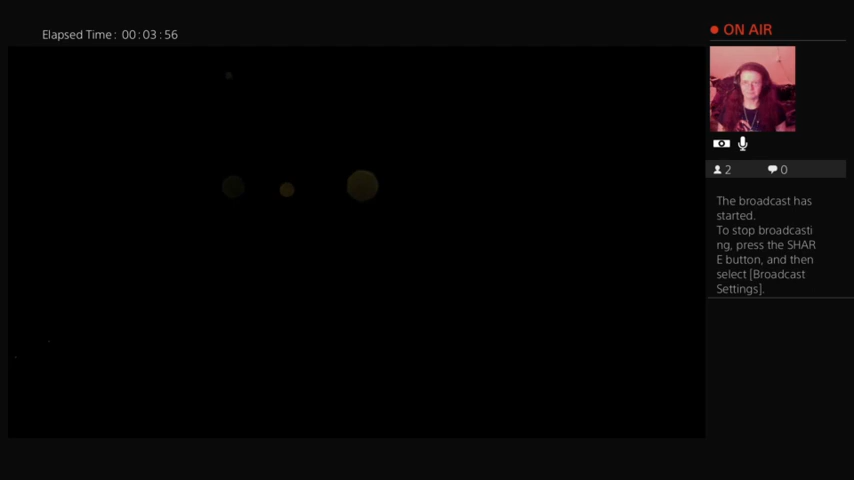 Elapsed Time: 00:03:56
ON AIR
2
0
The broadcast has
started.
To stop broadcasti
ng, press the SHAR
E button, and then
select [Broadcast
Settings].